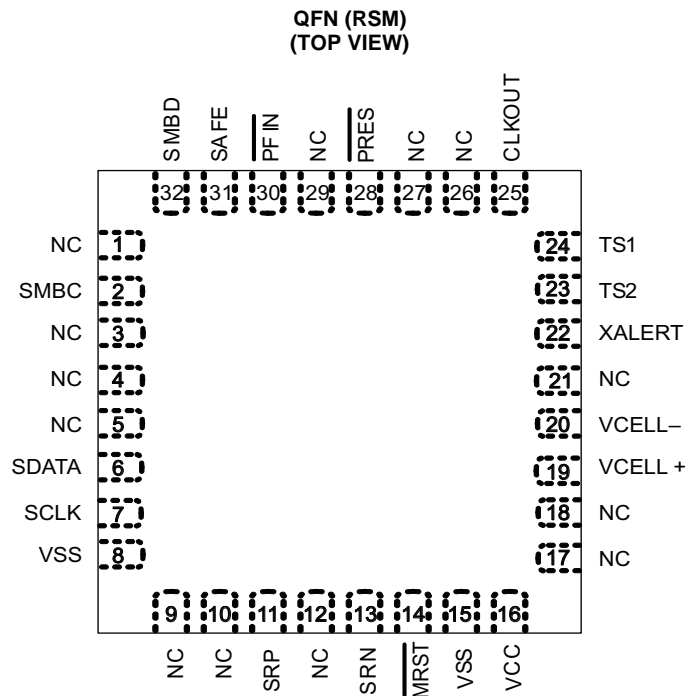 QFN (RSM)
(TOP VIEW)
SMBD
SAFE
PFIN
NC
PRES
NC
NC
CLKOUT
32 31 30 29 28 27 26 25
NC 1
SMBC 2
NC 3
NC 4
NC 5
SDATA 6
SCLK 7
VSS 8
24 TS1
23 TS2
22 XALERT
21 NC
20 VCELL–
19 VCELL +
18 NC
17 NC
9 10 11 12 13 14 15 16
NC
NC
SRP
NC
SRN
MRST
VSS
VCC